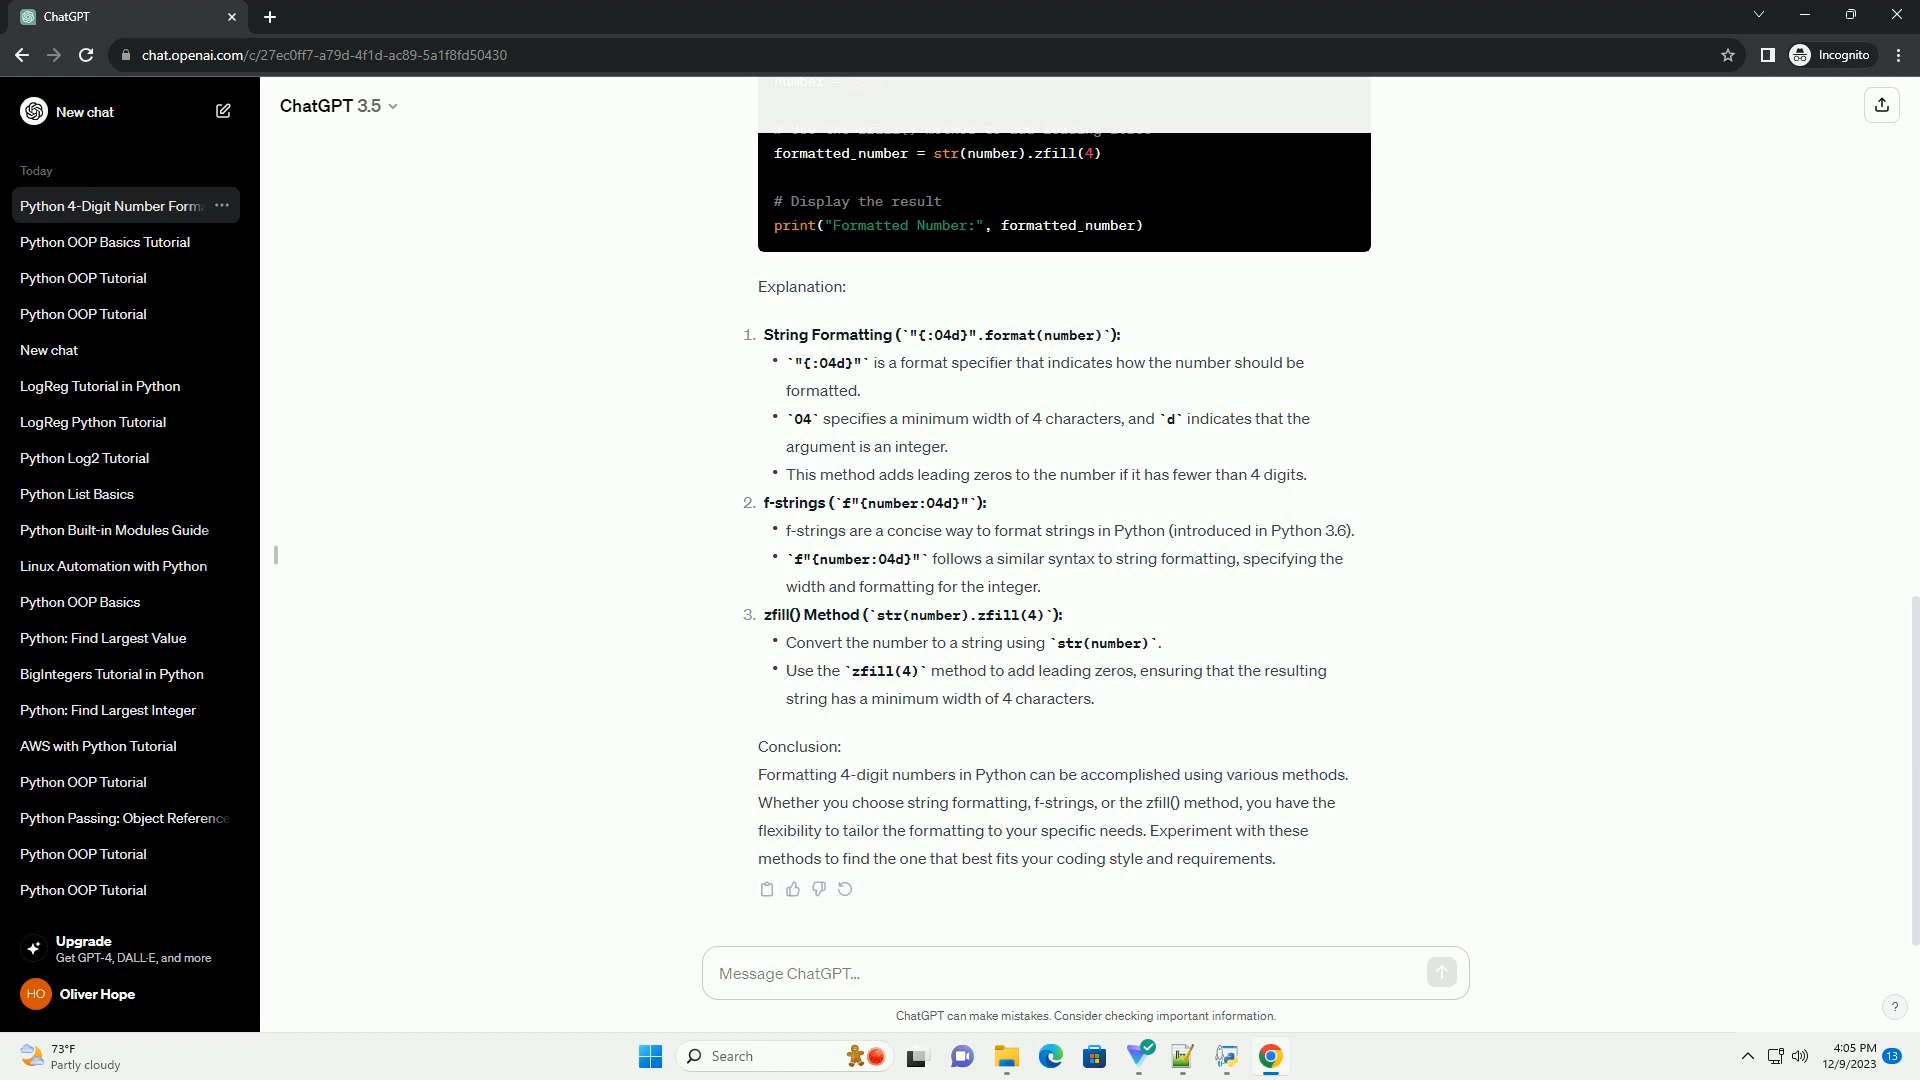 ChatGPT
chat.openai.com/c/27ec0ff7-a79d-4f1d-ac89-5a1f8fd50430
Incognito
New chat
Today
Python 4-Digit Number Form
Python OOP Basics Tutorial
Python OOP Tutorial
Python OOP Tutorial
New chat
LogReg Tutorial in Python
LogReg Python Tutorial
Python Log2 Tutorial
Python List Basics
Python Built-in Modules Guide
Linux Automation with Python
Python OOP Basics
Python: Find Largest Value
BigIntegers Tutorial in Python
Python: Find Largest Integer
AWS with Python Tutorial
Python OOP Tutorial
Python Passing: Object Reference
Python OOP Tutorial
Python OOP Tutorial
Upgrade
Get GPT-4, DALL·E, and more
HO
Oliver Hope
ChatGPT 3.5
formatted_number = str(number).zfill(4)
# Display the result
print("Formatted Number:", formatted_number)
Explanation:
1. String Formatting (`"{:04d}".format(number)`):
• `"{:04d}"` is a format specifier that indicates how the number should be
formatted.
• `04` specifies a minimum width of 4 characters, and `d` indicates that the
argument is an integer.
• This method adds leading zeros to the number if it has fewer than 4 digits.
2. f-strings (`f"{number:04d}"`):
• f-strings are a concise way to format strings in Python (introduced in Python 3.6).
• `f"{number:04d}"` follows a similar syntax to string formatting, specifying the
width and formatting for the integer.
3. zfill() Method (`str(number).zfill(4)`):
• Convert the number to a string using `str(number)`.
• Use the `zfill(4)` method to add leading zeros, ensuring that the resulting
string has a minimum width of 4 characters.
Conclusion:
Formatting 4-digit numbers in Python can be accomplished using various methods.
Whether you choose string formatting, f-strings, or the zfill() method, you have the
flexibility to tailor the formatting to your specific needs. Experiment with these
methods to find the one that best fits your coding style and requirements.
Message ChatGPT…
ChatGPT can make mistakes. Consider checking important information.
?
73°F
Partly cloudy
Search
4:05 PM
12/9/2023
13